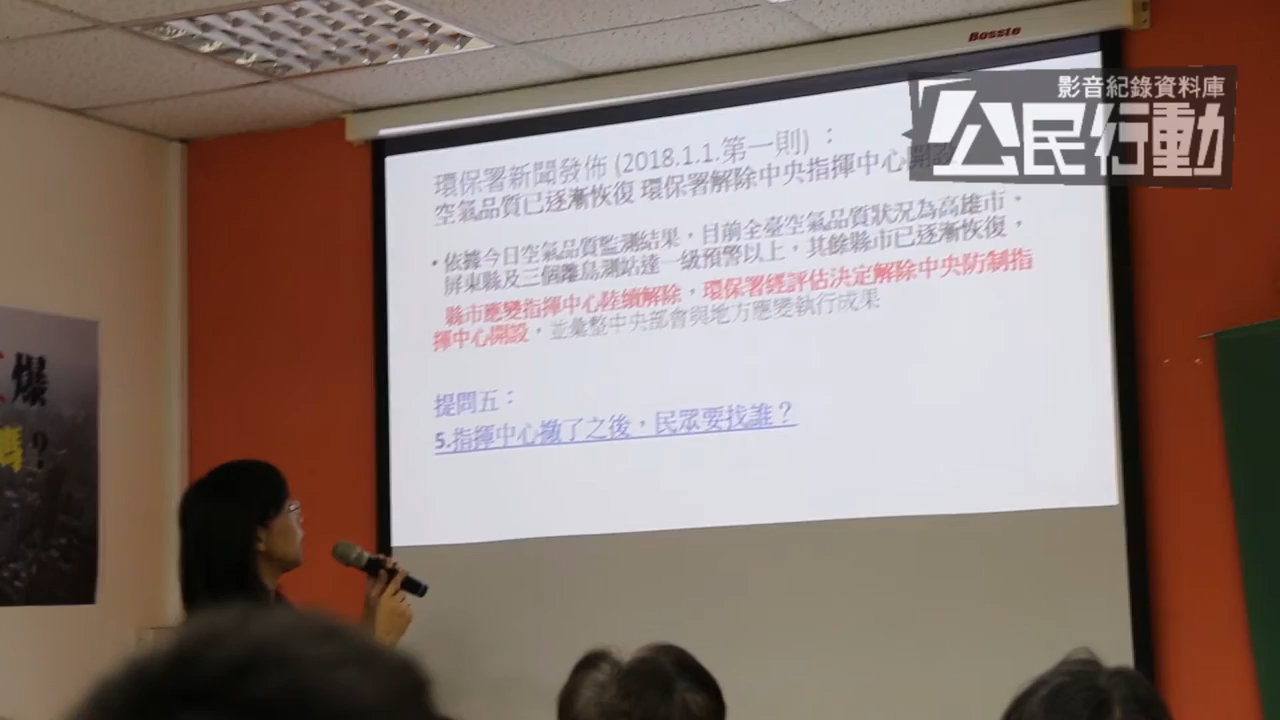 Bosste
影音紀錄資料庫
公民行動
環保署新聞發佈 (2018.1.1.第一則) :
空氣品質已逐漸恢復 環保署解除中央指揮中心開設
• 依據今日空氣品質監測結果，目前全臺空氣品質狀況為高雄市、
屏東縣及三個離島測站達一級預警以上，其餘縣市已逐漸恢復，
縣市應變指揮中心陸續解除，環保署經評估決定解除中央防制指
揮中心開設，並彙整中央部會與地方應變執行成果
提問五：
5.指揮中心撤了之後，民眾要找誰？
爆
嗎?